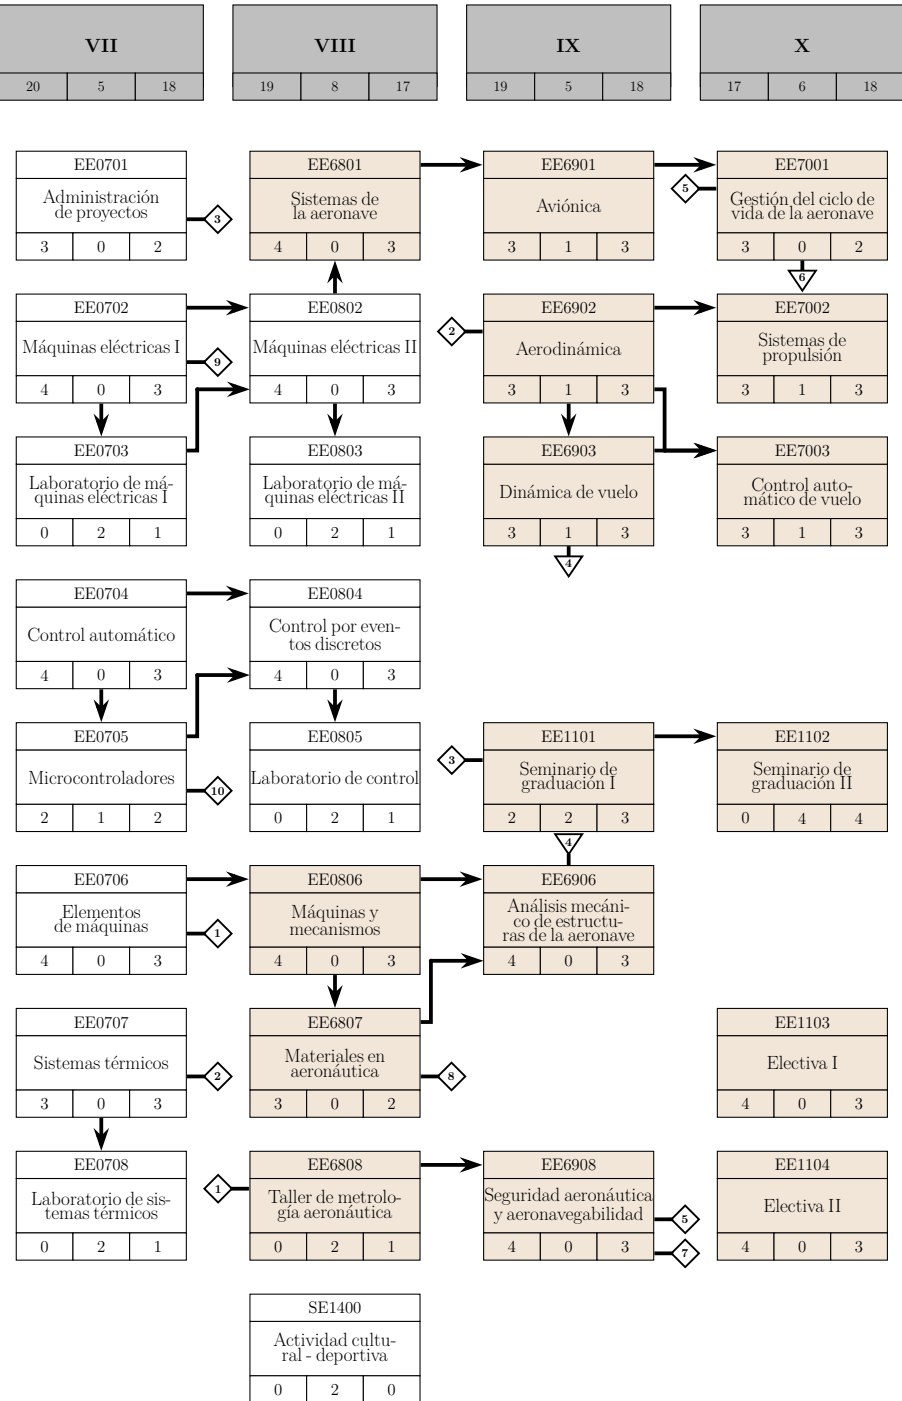 VII
20 5 18
VIII
19 8 17
IX
19 5 18
X
17 6 18
EE0701
Administración
de proyectos
3 0 2
3
EE6801
Sistemas de
la aeronave
4 0 3
EE6901
Aviónica
3 1 3
5
EE7001
Gestión del ciclo de
vida de la aeronave
3 0 2
6
EE0702
Máquinas eléctricas I
4 0 3
9
EE0802
Máquinas eléctricas II
4 0 3
2
EE6902
Aerodinámica
3 1 3
EE7002
Sistemas de
propulsión
3 1 3
EE0703
Laboratorio de má-
quinas eléctricas I
0 2 1
EE0803
Laboratorio de má-
quinas eléctricas II
0 2 1
EE6903
Dinámica de vuelo
3 1 3
4
EE7003
Control auto-
mático de vuelo
3 1 3
EE0704
Control automático
4 0 3
EE0804
Control por even-
tos discretos
4 0 3
EE0705
Microcontroladores
2 1 2
10
EE0805
Laboratorio de control
0 2 1
3
EE1101
Seminario de
graduación I
2 2 3
EE1102
Seminario de
graduación II
0 4 4
EE0706
Elementos
de máquinas
4 0 3
1
EE0806
Máquinas y
mecanismos
4 0 3
4
EE6906
Análisis mecáni-
co de estructu-
ras de la aeronave
4 0 3
EE0707
Sistemas térmicos
3 0 3
2
EE6807
Materiales en
aeronáutica
3 0 2
8
EE1103
Electiva I
4 0 3
EE0708
Laboratorio de sis-
temas térmicos
0 2 1
1
EE6808
Taller de metrolo-
gía aeronáutica
0 2 1
EE6908
Seguridad aeronáutica
y aeronavegabilidad
4 0 3
5
7
EE1104
Electiva II
4 0 3
SE1400
Actividad cultu-
ral - deportiva
0 2 0